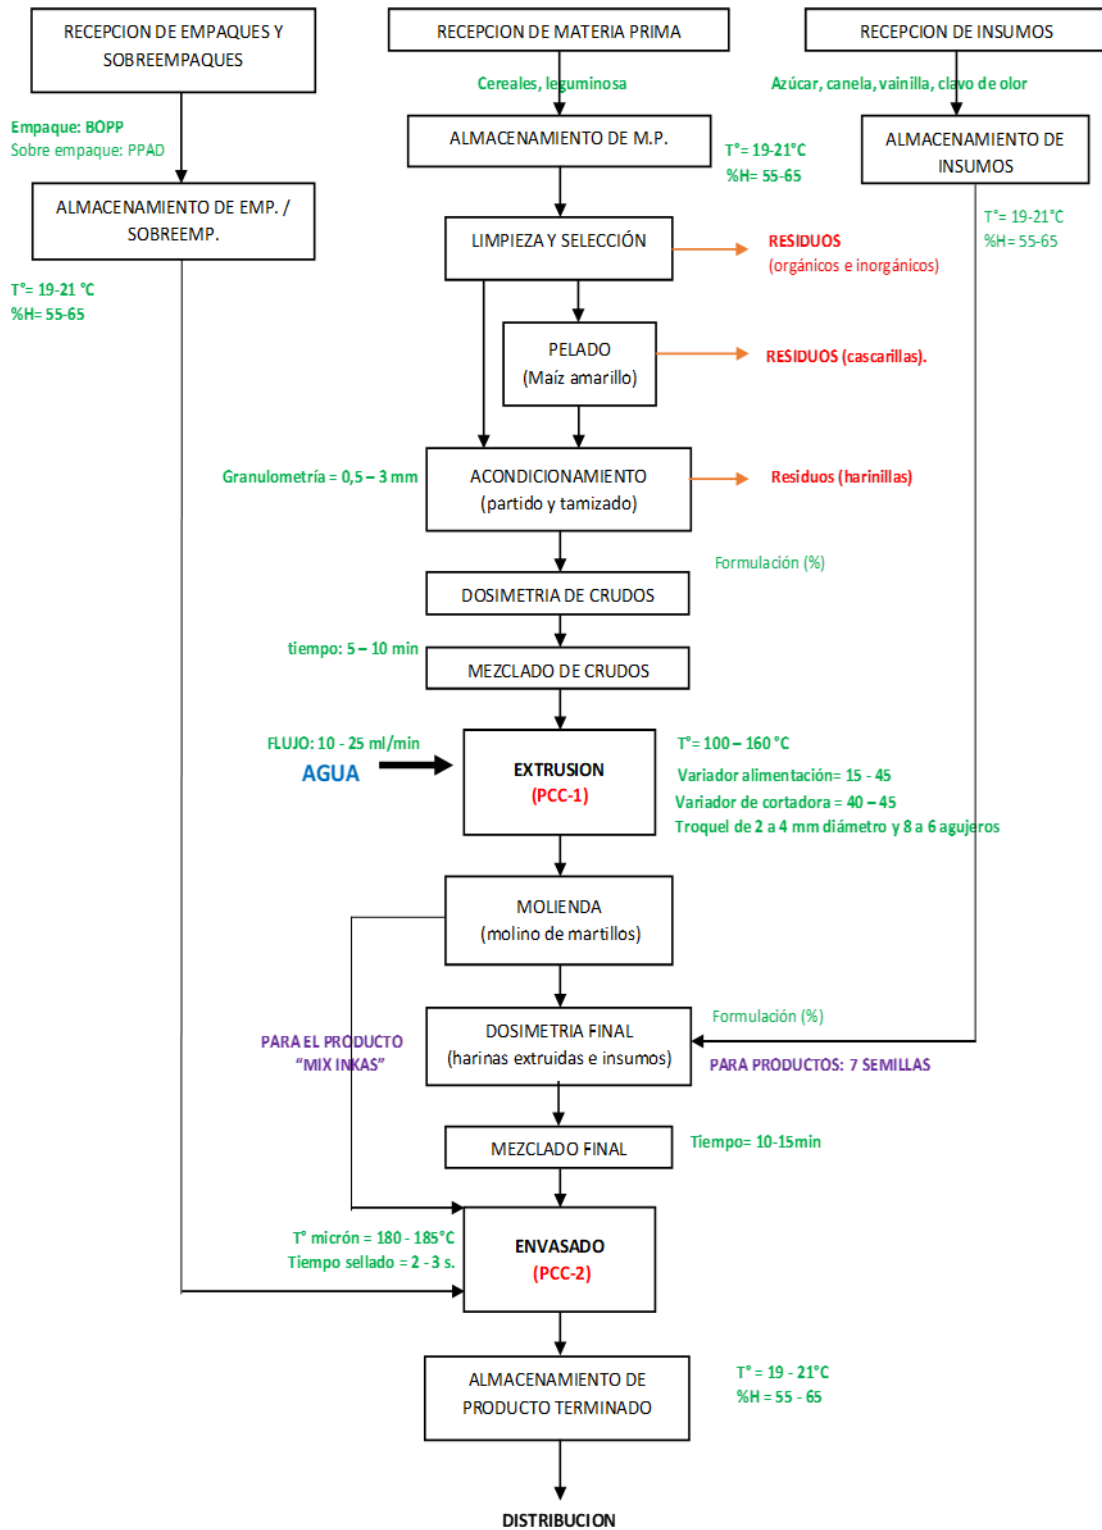 RECEPCION DE EMPAQUES Y
SOBREEMPAQUES
RECEPCION DE MATERIA PRIMA
RECEPCION DE INSUMOS
Cereales, leguminosa
Azúcar, canela, vainilla, clavo de olor
Empaque: BOPP
Sobre empaque: PPAD
ALMACENAMIENTO DE M.P.
T°= 19-21°C
%H= 55-65
ALMACENAMIENTO DE
INSUMOS
ALMACENAMIENTO DE EMP. /
SOBREEMP.
T°= 19-21°C
%H= 55-65
LIMPIEZA Y SELECCIÓN
RESIDUOS
(orgánicos e inorgánicos)
T°= 19-21 °C
%H= 55-65
PELADO
(Maíz amarillo)
RESIDUOS (cascarillas).
Granulometría = 0,5 – 3 mm
ACONDICIONAMIENTO
(partido y tamizado)
Residuos (harinillas)
Formulación (%)
DOSIMETRIA DE CRUDOS
tiempo: 5 – 10 min
MEZCLADO DE CRUDOS
FLUJO: 10 - 25 ml/min
AGUA
EXTRUSION
(PCC-1)
T°= 100 – 160 °C
Variador alimentación= 15 - 45
Variador de cortadora = 40 – 45
Troquel de 2 a 4 mm diámetro y 8 a 6 agujeros
MOLIENDA
(molino de martillos)
Formulación (%)
DOSIMETRIA FINAL
(harinas extruidas e insumos)
PARA EL PRODUCTO
“MIX INKAS”
PARA PRODUCTOS: 7 SEMILLAS
MEZCLADO FINAL
Tiempo= 10-15min
T° micrón = 180 - 185°C
Tiempo sellado = 2 - 3 s.
ENVASADO
(PCC-2)
ALMACENAMIENTO DE
PRODUCTO TERMINADO
T° = 19 - 21°C
%H = 55 - 65
DISTRIBUCION